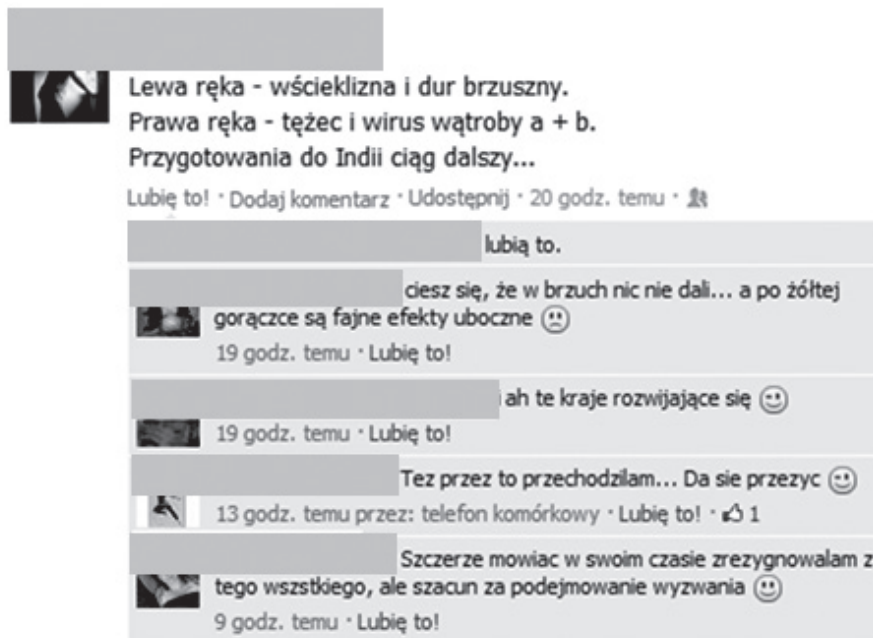 Lewa ręka - wścieklizna i dur brzuszny.
Prawa ręka - tężec i wirus wątroby a + b.
Przygotowania do Indii ciąg dalszy...
Lubię to! · Dodaj komentarz · Udostępnij · 20 godz. temu ·
lubią to.
ciesz się, że w brzuch nic nie dali... a po żółtej
gorączce są fajne efekty uboczne
19 godz. temu · Lubię to!
ah te kraje rozwijające się
19 godz. temu · Lubię to!
Tez przez to przechodzilam... Da sie przezyc
13 godz. temu przez: telefon komórkowy · Lubię to! · 1
Szczerze mowiac w swoim czasie zrezygnowalam z
tego wszstkiego, ale szacun za podejmowanie wyzwania
9 godz. temu · Lubię to!